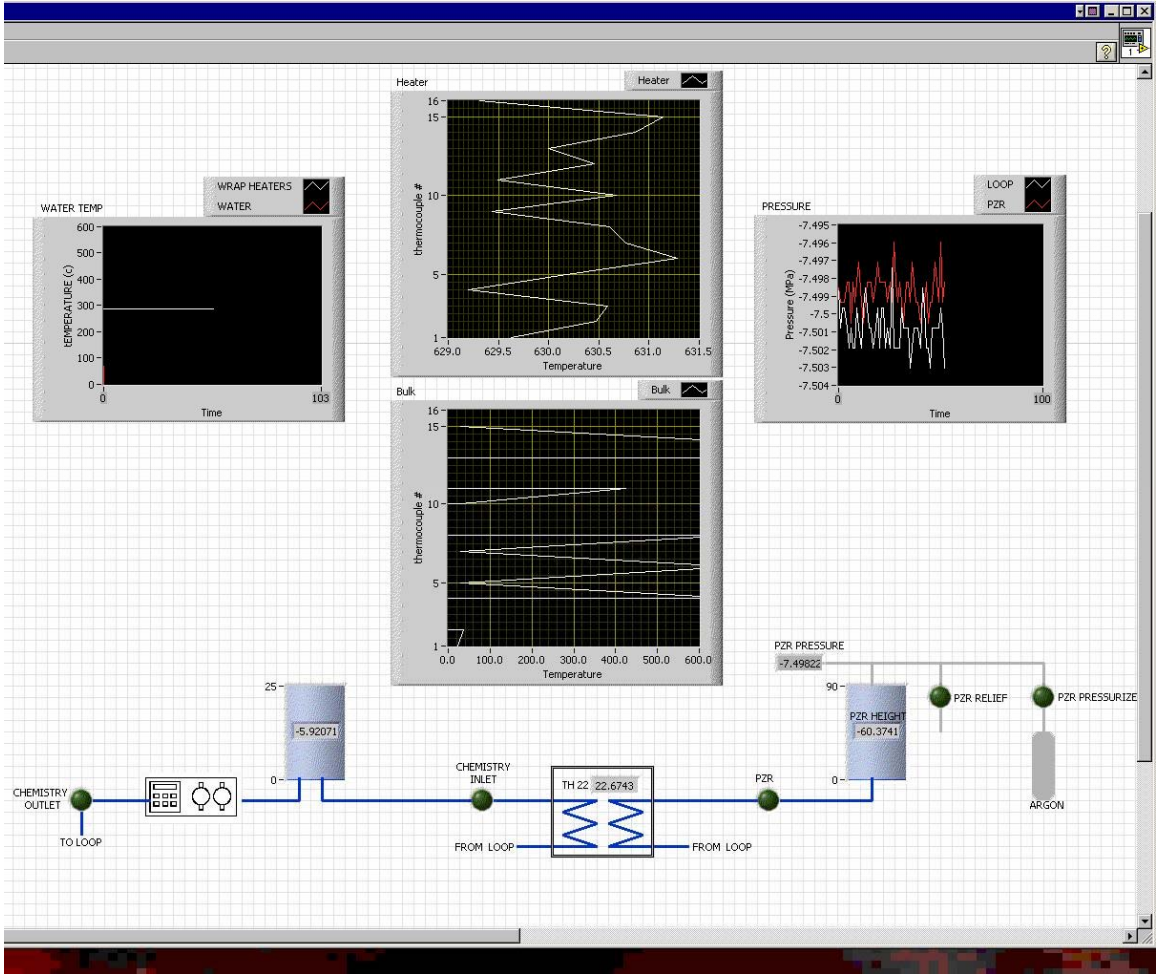 1
?
Heater
Heater
16
15
10
5
1
thermocouple #
629.0 629.5 630.0 630.5 631.0 631.5
Temperature
WRAP HEATERS
WATER
WATER TEMP
600
500
400
300
200
100
0
tEMPERATURE (c)
0 103
Time
LOOP
PZR
PRESSURE
-7.495
-7.496
-7.497
-7.498
-7.499
-7.5
-7.501
-7.502
-7.503
-7.504
Pressure (MPa)
0 100
Time
Bulk
Bulk
16
15
10
5
1
thermocouple #
0.0 100.0 200.0 300.0 400.0 500.0 600.0
Temperature
PZR PRESSURE
-7.49822
25
-5.92071
0
90
PZR HEIGHT
-60.3741
0
PZR RELIEF
PZR PRESSURIZE
ARGON
CHEMISTRY
OUTLET
TO LOOP
CHEMISTRY
INLET
TH 22 22.6743
FROM LOOP
FROM LOOP
PZR